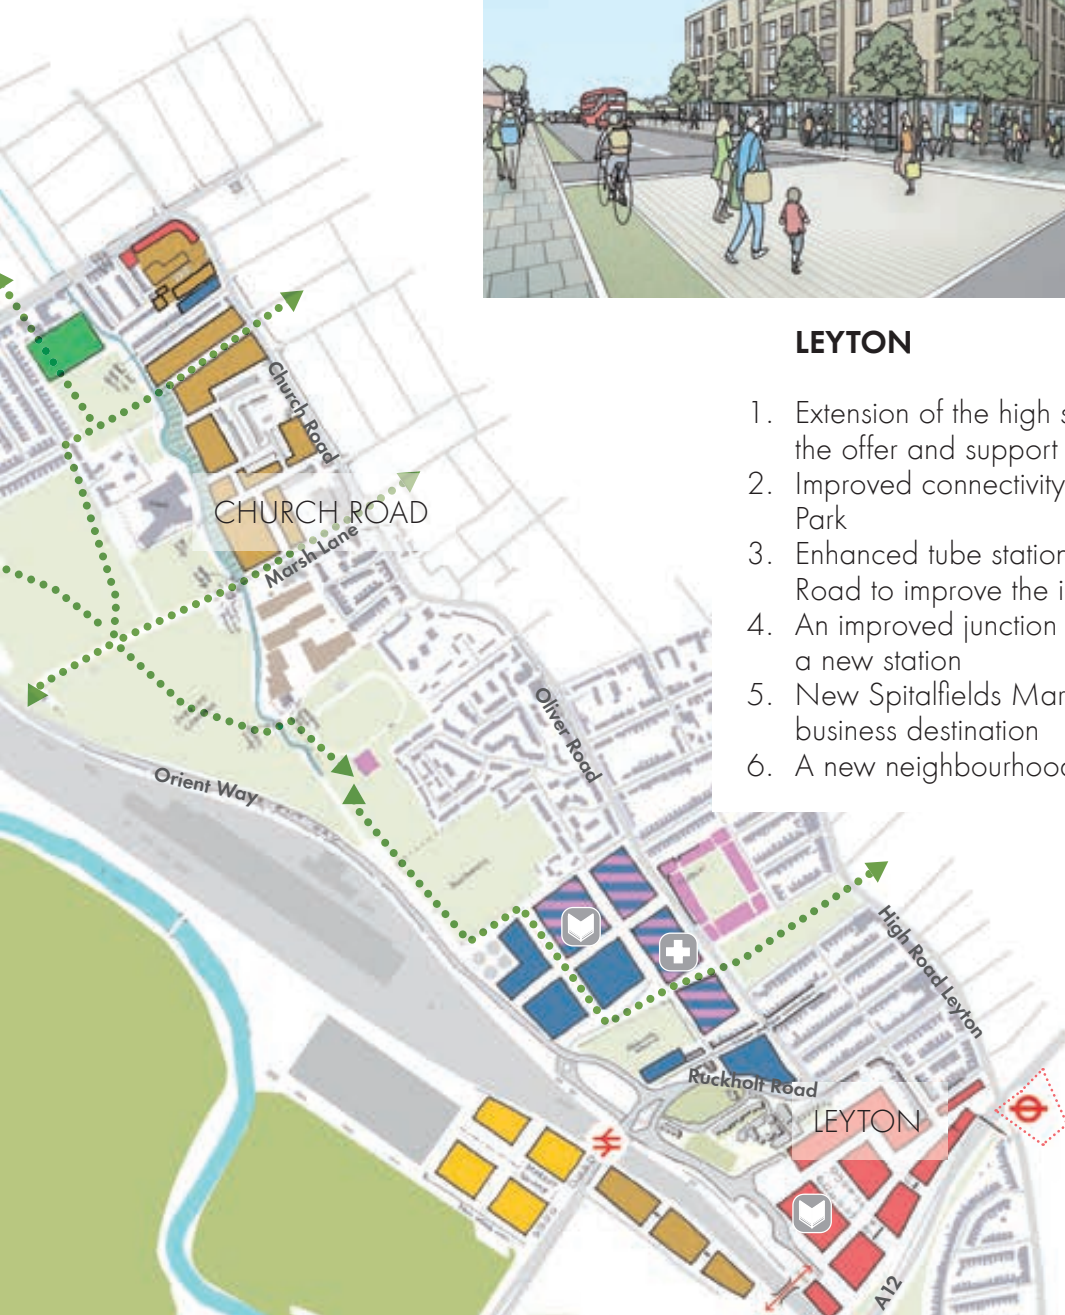 LEYTON
1. Extension of the high
the offer and support
2. Improved connectivity
Park
3. Enhanced tube station
Road to improve the
4. An improved junction
a new station
5. New Spitalfields
business destination
6. A new
Church Road
CHURCH ROAD
Marsh Lane
Oliver Road
Orient Way
High Road Leyton
Ruckholt Road
LEYTON
A12